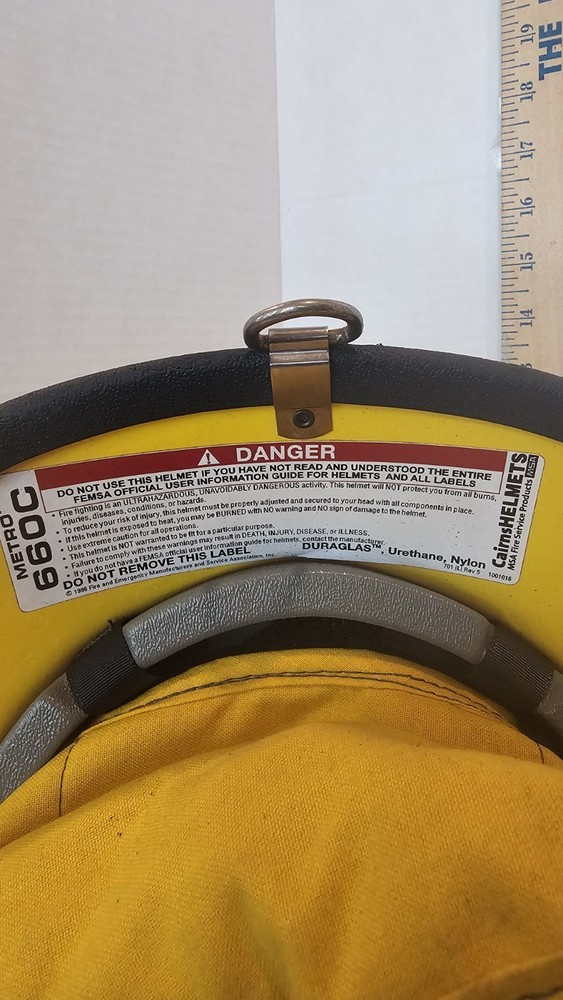 THE
19
18
17
16
15
14
DANGER
DO NOT USE THIS HELMET IF YOU HAVE NOT READ AND UNDERSTOOD THE ENTIRE
FEMSA OFFICIAL USER INFORMATION GUIDE FOR HELMETS AND ALL LABELS
• Fire fighting is an ULTRAHAZARDOUS, UNAVOIDABLY DANGEROUS activity. This helmet will NOT protect you from all burns,
injuries, diseases, conditions, or hazards.
• To reduce your risk of injury, this helmet must be properly adjusted and secured to your head with all components in place.
• If this helmet is exposed to heat, you may be BURNED with NO warning and NO sign of damage to the helmet.
• Use extreme caution for all operations.
• This helmet is NOT warranted to be fit for a particular purpose.
• Failure to comply with these warnings may result in DEATH, INJURY, DISEASE, or ILLNESS.
• If you do not have a FEMSA official user information guide for helmets, contact the manufacturer.
DO NOT REMOVE THIS LABEL
DURAGLAS™, Urethane, Nylon
© 1986 Fire and Emergency Manufacturers and Service Association, Inc.
701 ILJ Rev 5
1001016
METRO
660C
CairnsHELMETS
MSA Fire Service Products MSA